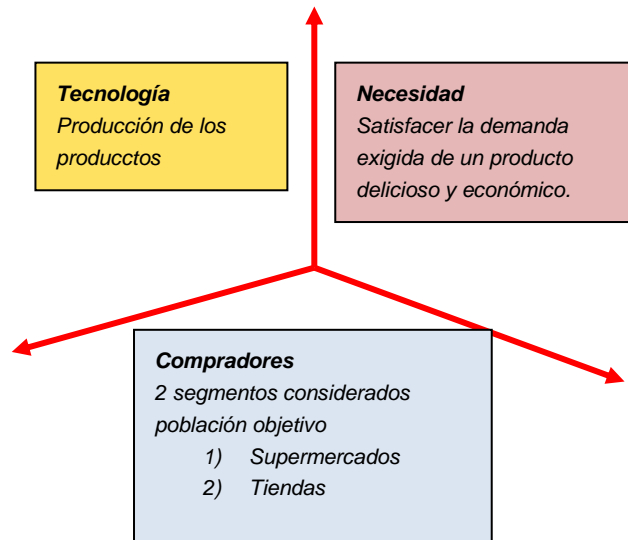 Tecnología
Producción de los
producctos
Necesidad
Satisfacer la demanda
exigida de un producto
delicioso y económico.
Compradores
2 segmentos considerados
población objetivo
1) Supermercados
2) Tiendas